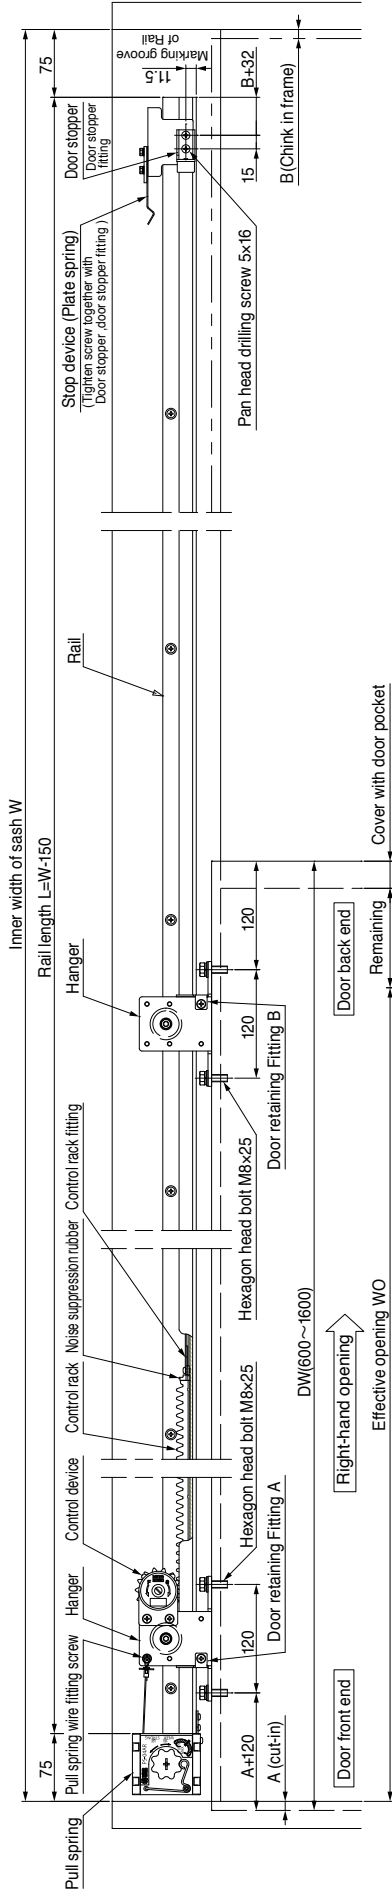 Inner width of sash W
Rail length L=W-150
75
75
Pull spring
Pull spring wire fitting screw
Hanger
Control device
Control rack
Noise suppression rubber
Control rack fitting
Hanger
Rail
Stop device (Plate spring)
(Tighten screw together with
Door stopper ,door stopper fitting )
Door stopper
Door stopper
fitting
Marking groove
of Rail
11.5
B+32
15
B(Chink in frame)
Pan head drilling screw 5x16
A+120
120
120
120
A (cut-in)
Hexagon head bolt M8x25
Door retaining Fitting A
Hexagon head bolt M8x25
Door retaining Fitting B
Door front end
Door back end
DW(600～1600)
Right-hand opening
Effective opening WO
Remaining
Cover with door pocket